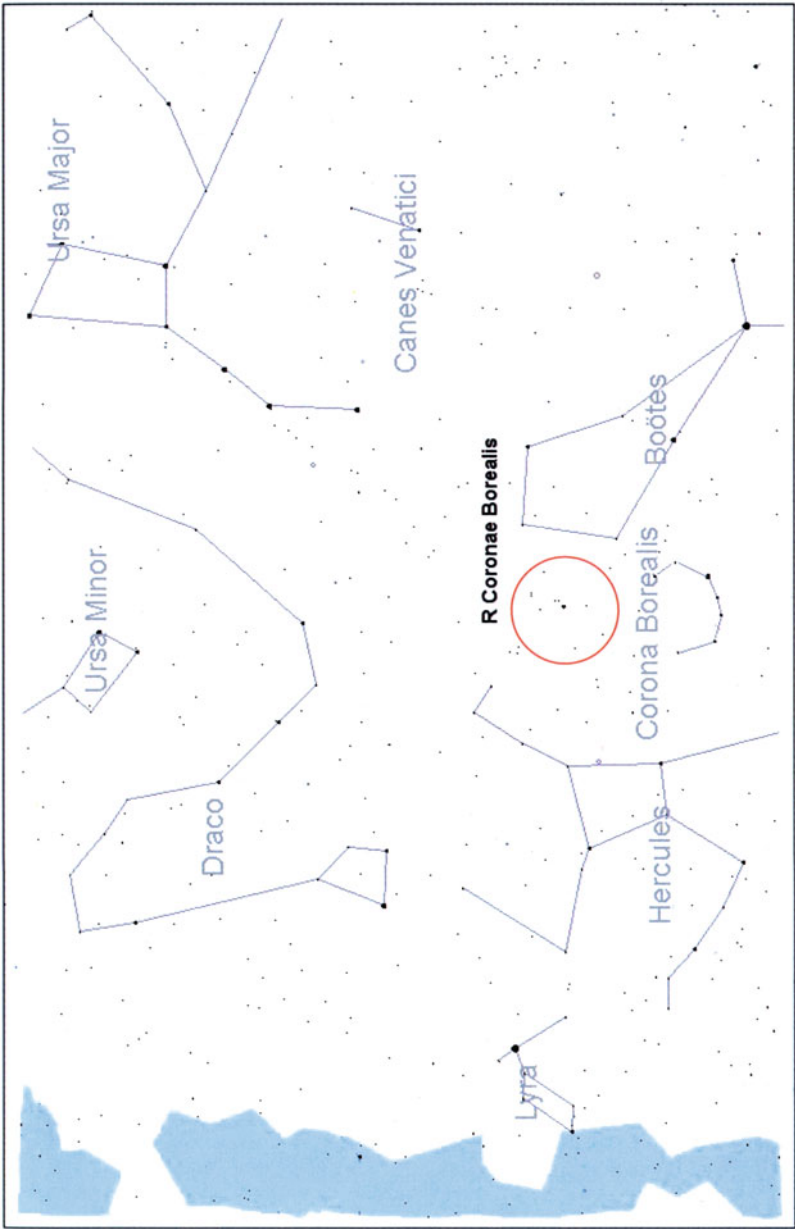 Ursa Major
Canes Venatici
Boötes
R Coronae Borealis
Corona Borealis
Ursa Minor
Draco
Hercules
Lyra